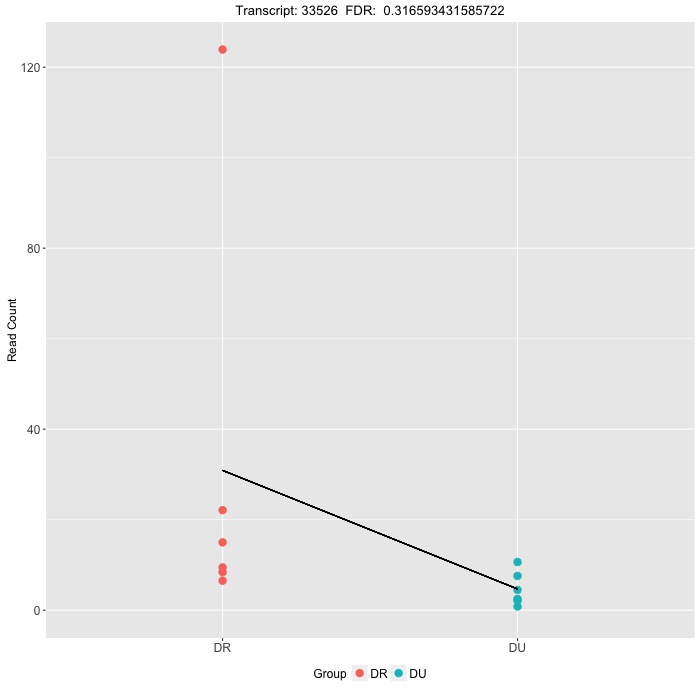 Transcript: 33526  FDR:  0.316593431585722
Read Count
120
80
40
0
DR DU
Group DR DU